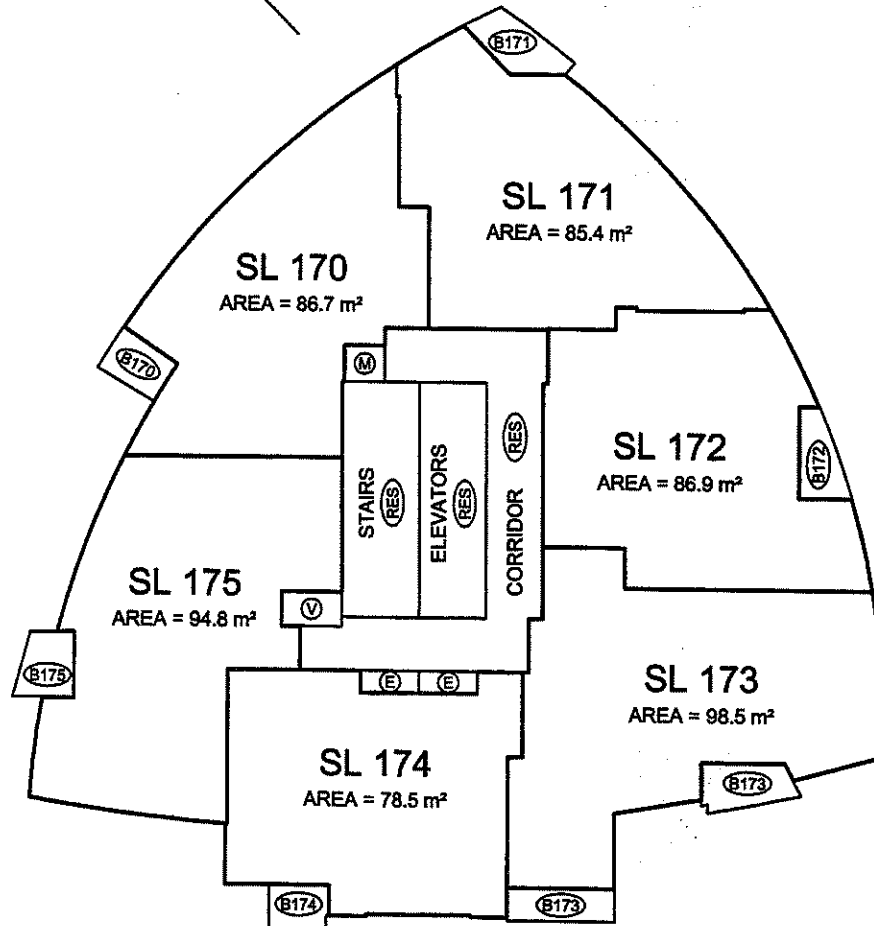 B171
SL 171
AREA = 85.4 m²
SL 170
AREA = 86.7 m²
B170
M
RES
SL 172
AREA = 86.9 m²
B172
STAIRS
RES
ELEVATORS
RES
CORRIDOR
SL 175
AREA = 94.8 m²
V
B175
E
E
SL 173
AREA = 98.5 m²
SL 174
AREA = 78.5 m²
B173
B174
B173